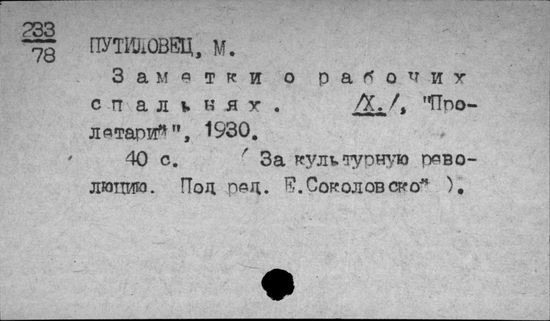 233
78
ПУТИЛОВЕЦ, М.
Заметки о рабочих
спальнях. /Х./, "Про-
летарий", 1930.
40 с. (За культурную рево-
люцию. Под ред. Е.Соколовской).